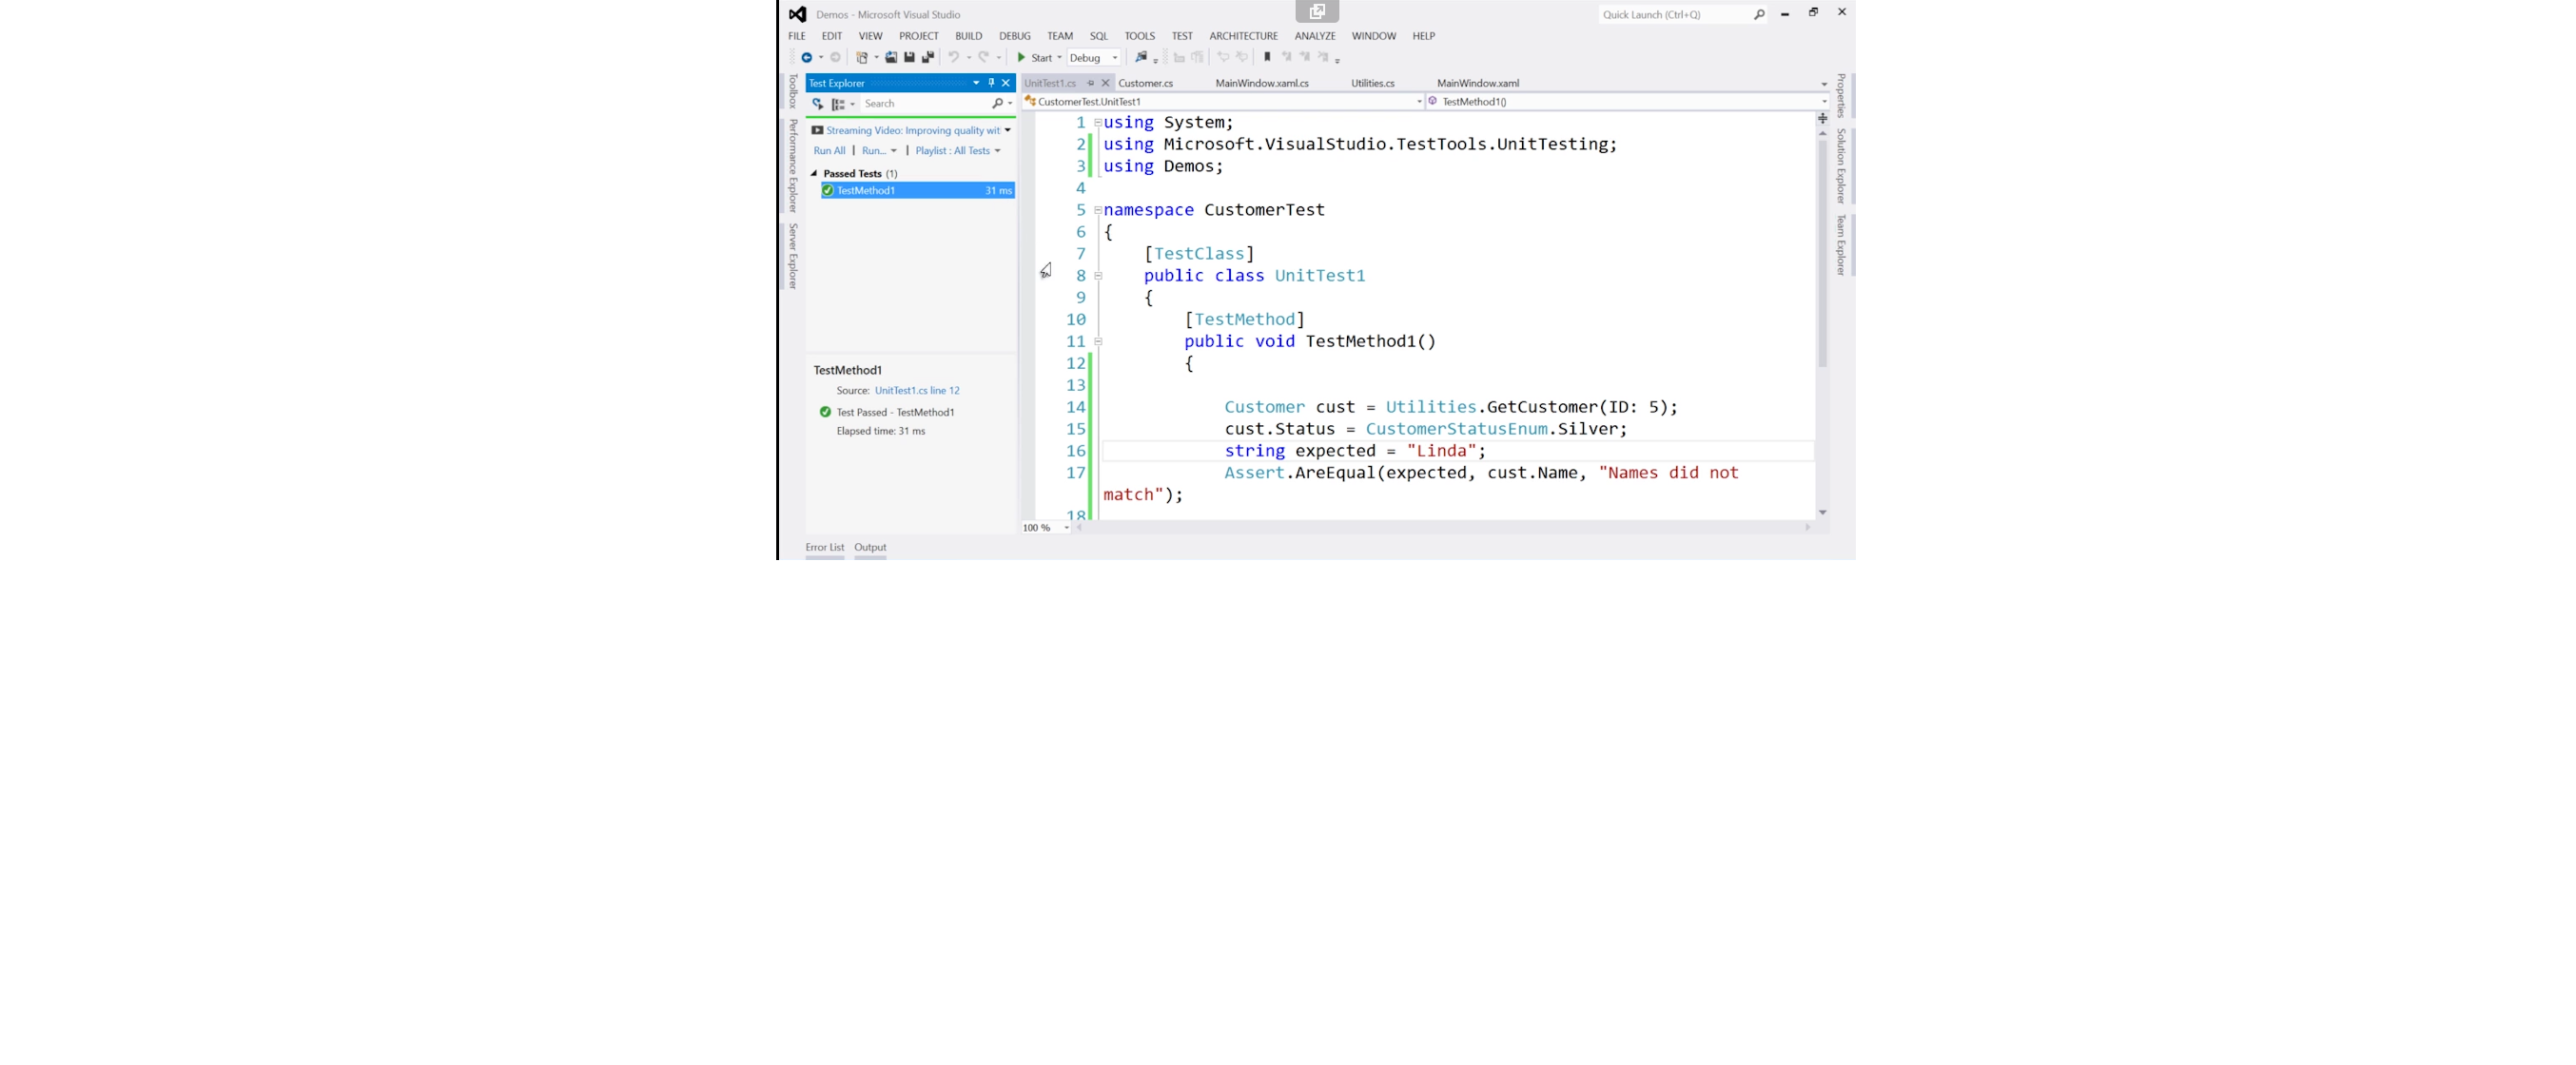 Demos - Microsoft Visual Studio
Quick Launch (Ctrl+Q)
FILE EDIT VIEW PROJECT BUILD DEBUG TEAM SQL TOOLS TEST ARCHITECTURE ANALYZE WINDOW HELP
Start Debug
Toolbox
Performance Explorer
Server Explorer
Test Explorer
Search
Streaming Video: Improving quality wit
Run All | Run... | Playlist : All Tests
Passed Tests (1)
TestMethod1 31 ms
TestMethod1
Source: UnitTest1.cs line 12
Test Passed - TestMethod1
Elapsed time: 31 ms
UnitTest1.cs Customer.cs MainWindow.xaml.cs Utilities.cs MainWindow.xaml
CustomerTest.UnitTest1 TestMethod1()
1 using System;
2 using Microsoft.VisualStudio.TestTools.UnitTesting;
3 using Demos;
4
5 namespace CustomerTest
6 {
7 [TestClass]
8 public class UnitTest1
9 {
10 [TestMethod]
11 public void TestMethod1()
12 {
13
14 Customer cust = Utilities.GetCustomer(ID: 5);
15 cust.Status = CustomerStatusEnum.Silver;
16 string expected = "Linda";
17 Assert.AreEqual(expected, cust.Name, "Names did not
match");
18
100 %
Properties
Solution Explorer
Team Explorer
Error List Output